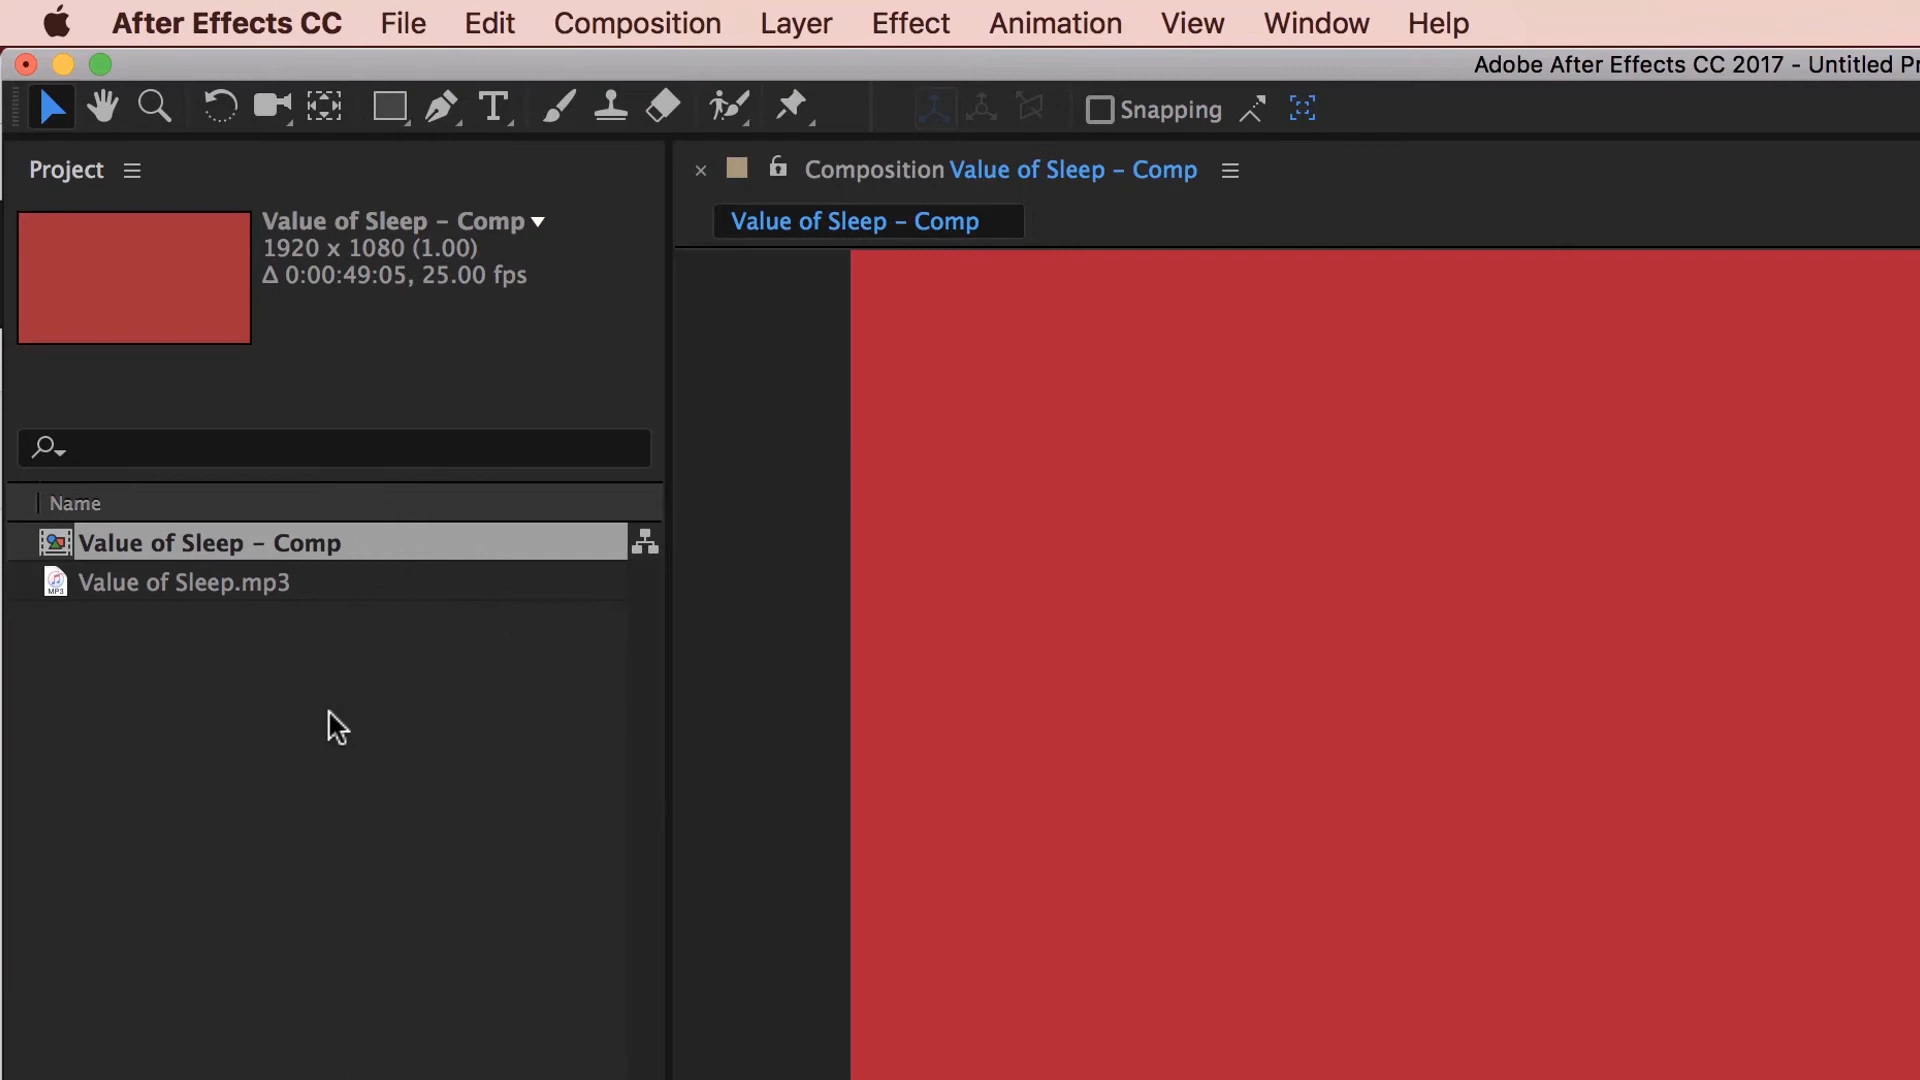 After Effects CC File Edit Composition Layer Effect Animation View Window Help
Adobe After Effects CC 2017 - Untitled Pr
Snapping
Project
Composition Value of Sleep - Comp
Value of Sleep - Comp
1920 x 1080 (1.00)
Δ 0:00:49:05, 25.00 fps
Value of Sleep - Comp
Name
Value of Sleep - Comp
MP3
Value of Sleep.mp3